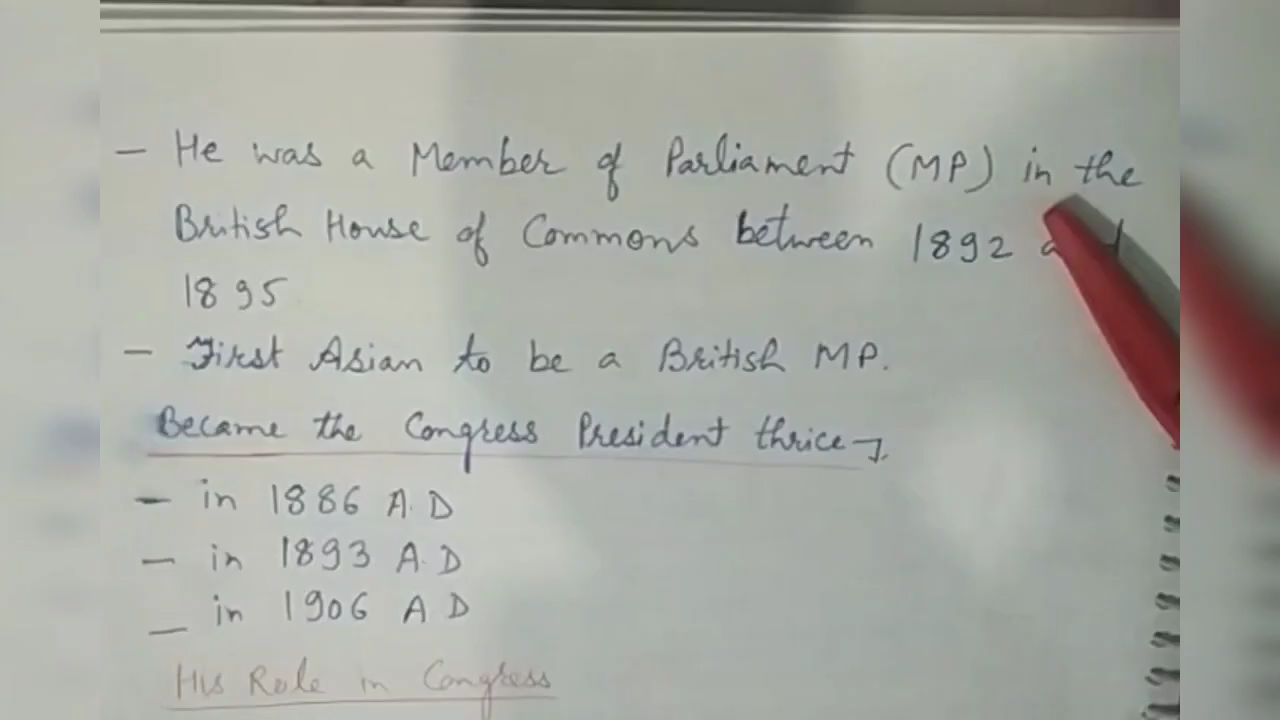 — He was a Member of Parliament (MP) in the
British House of Commons between 1892
1895
— First Asian to be a British MP.
Became the Congress President thrice →
— in 1886 A.D
— in 1893 A.D
— in 1906 A D
His Role in Congress